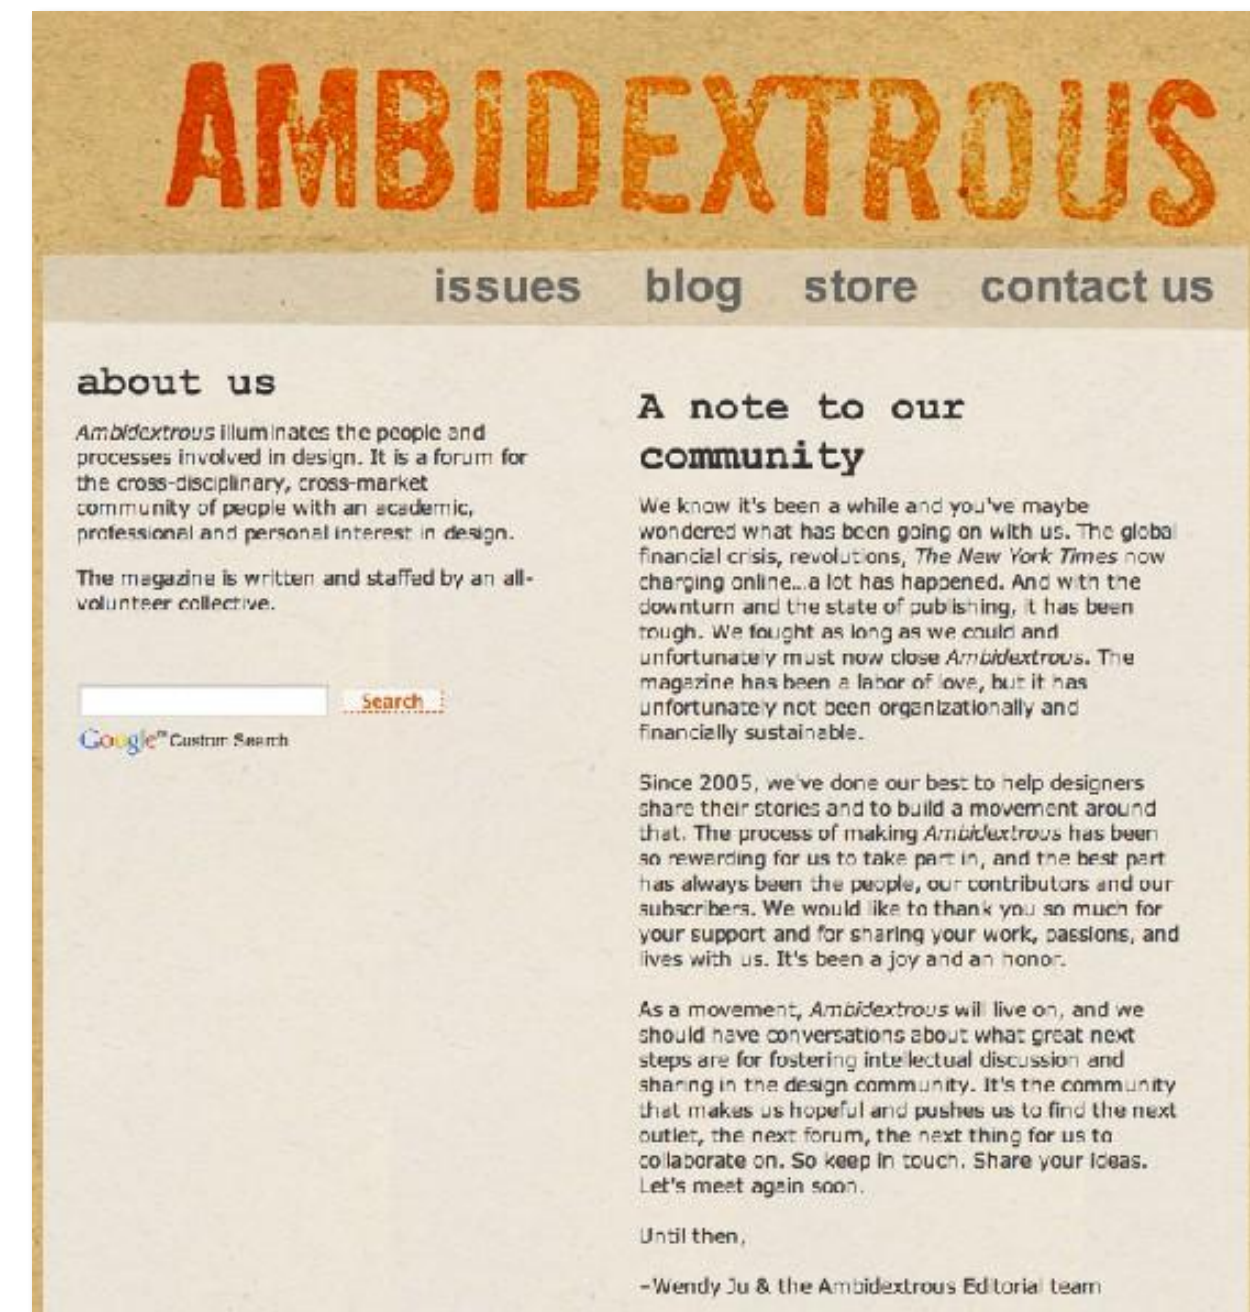 AMBIDEXTROUS
issues blog store contact us
about us
Ambidextrous illuminates the people and
processes involved in design. It is a forum for
the cross-disciplinary, cross-market
community of people with an academic,
professional and personal interest in design.
The magazine is written and staffed by an all-
volunteer collective.
Search
Google™ Custom Search
A note to our
community
We know it's been a while and you've maybe
wondered what has been going on with us. The global
financial crisis, revolutions, The New York Times now
charging online...a lot has happened. And with the
downturn and the state of publishing, it has been
tough. We fought as long as we could and
unfortunately must now close Ambidextrous. The
magazine has been a labor of love, but it has
unfortunately not been organizationally and
financially sustainable.
Since 2005, we've done our best to help designers
share their stories and to build a movement around
that. The process of making Ambidextrous has been
so rewarding for us to take part in, and the best part
has always been the people, our contributors and our
subscribers. We would like to thank you so much for
your support and for sharing your work, passions, and
lives with us. It's been a joy and an honor.
As a movement, Ambidextrous will live on, and we
should have conversations about what great next
steps are for fostering intellectual discussion and
sharing in the design community. It's the community
that makes us hopeful and pushes us to find the next
outlet, the next forum, the next thing for us to
collaborate on. So keep in touch. Share your ideas.
Let's meet again soon.
Until then,
–Wendy Ju & the Ambidextrous Editorial team